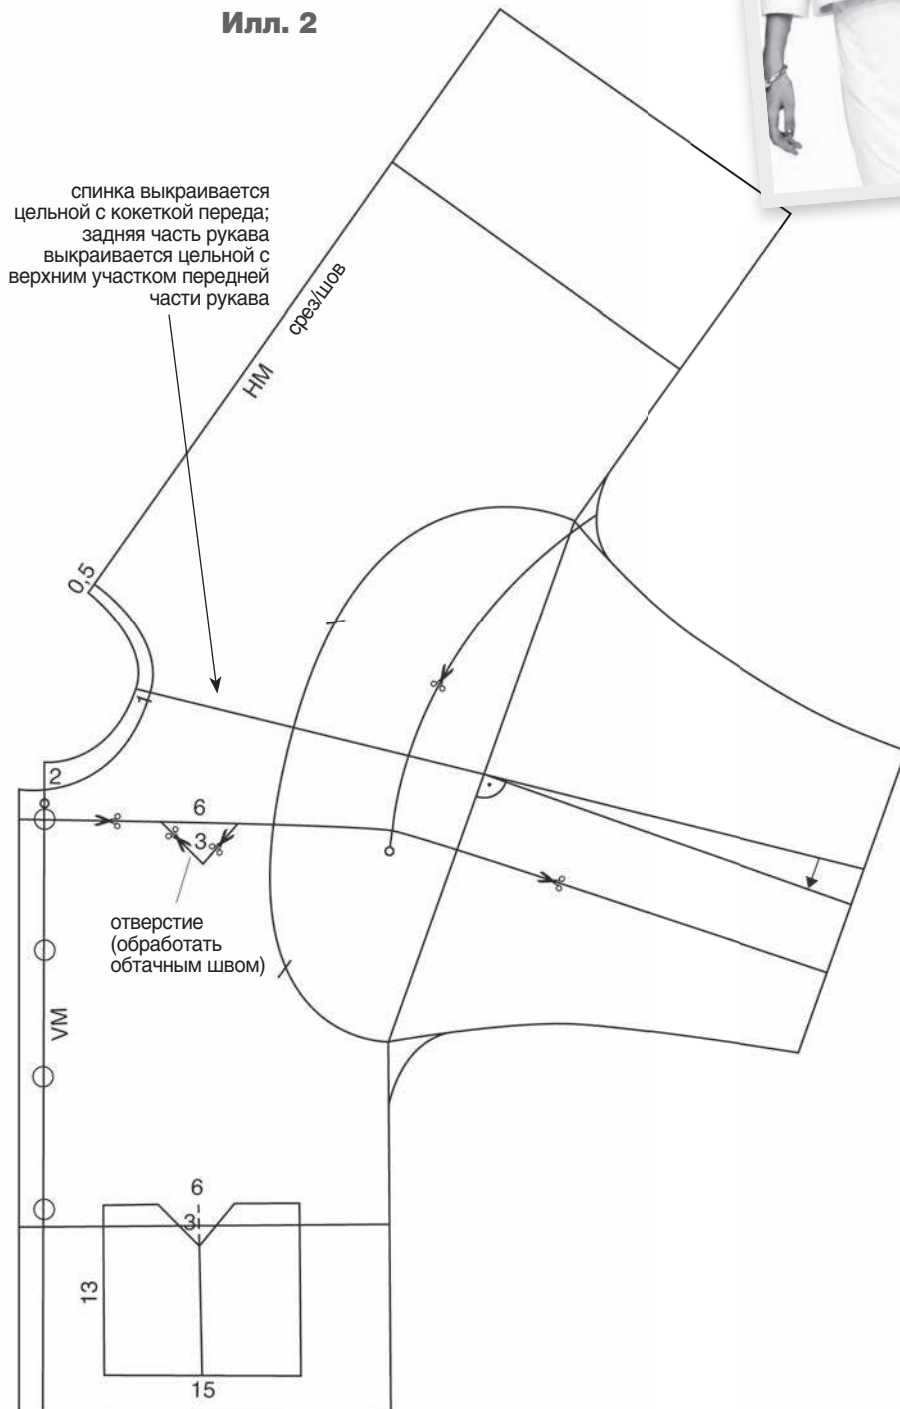 Илл. 2
спинка выкраивается
цельной с кокеткой переда;
задняя часть рукава
выкраивается цельной с
верхним участком передней
части рукава
срез/шов
НМ
0,5
1
2
6
3
отверстие
(обработать
обтачным швом)
VM
6
3
13
15